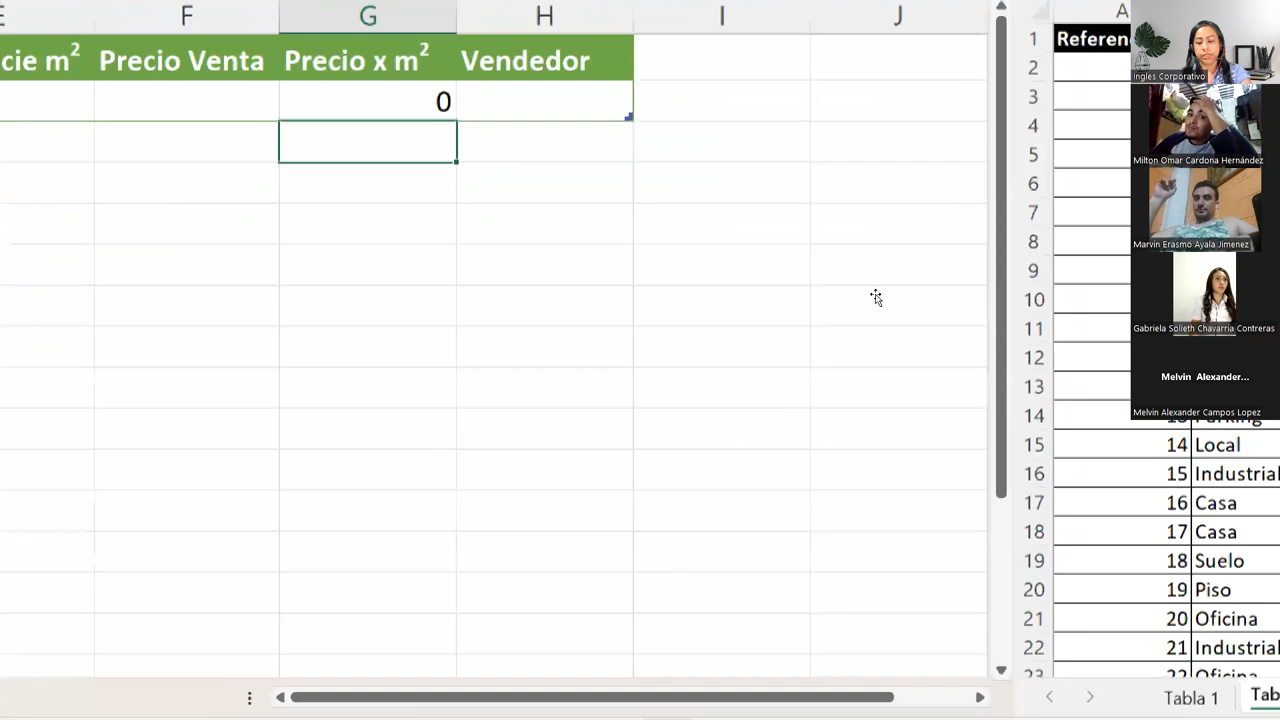 E F G H I J A
cie m² Precio Venta Precio x m² Vendedor
0
1 Referen
2
3
4
5
6
7
8
9
10
11
12
13
14
15 14 Local
16 15 Industrial
17 16 Casa
18 17 Casa
19 18 Suelo
20 19 Piso
21 20 Oficina
22 21 Industrial
Tabla 1 Tab
Ingles Corporativo
Milton Omar Cardona Hernández
Marvin Erasmo Ayala Jimenez
Gabriela Solieth Chavarria Contreras
Melvin Alexander...
Melvin Alexander Campos Lopez